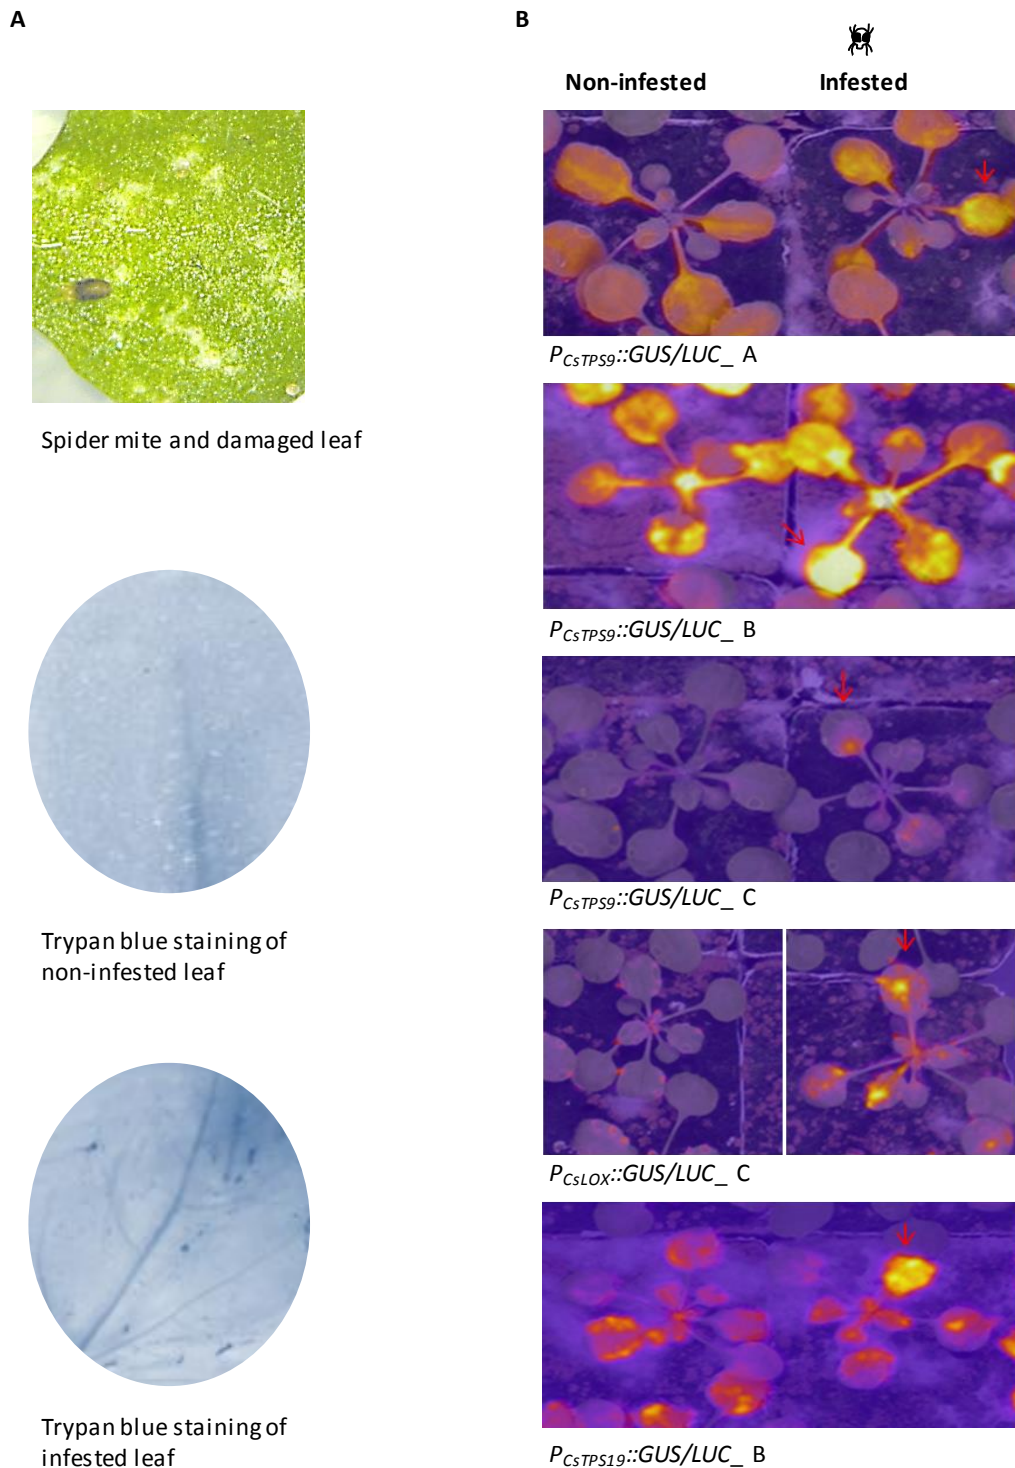 A
B
Non-infested
Infested
P_CsTPS9::GUS/LUC_ A
Spider mite and damaged leaf
P_CsTPS9::GUS/LUC_ B
P_CsTPS9::GUS/LUC_ C
Trypan blue staining of
non-infested leaf
P_CsLOX::GUS/LUC_ C
Trypan blue staining of
infested leaf
P_CsTPS19::GUS/LUC_ B